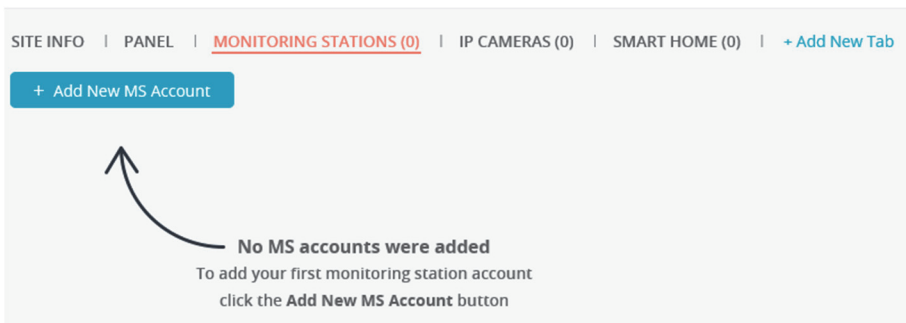 SITE INFO | PANEL | MONITORING STATIONS (0) | IP CAMERAS (0) | SMART HOME (0) | + Add New Tab
+ Add New MS Account
No MS accounts were added
To add your first monitoring station account
click the Add New MS Account button